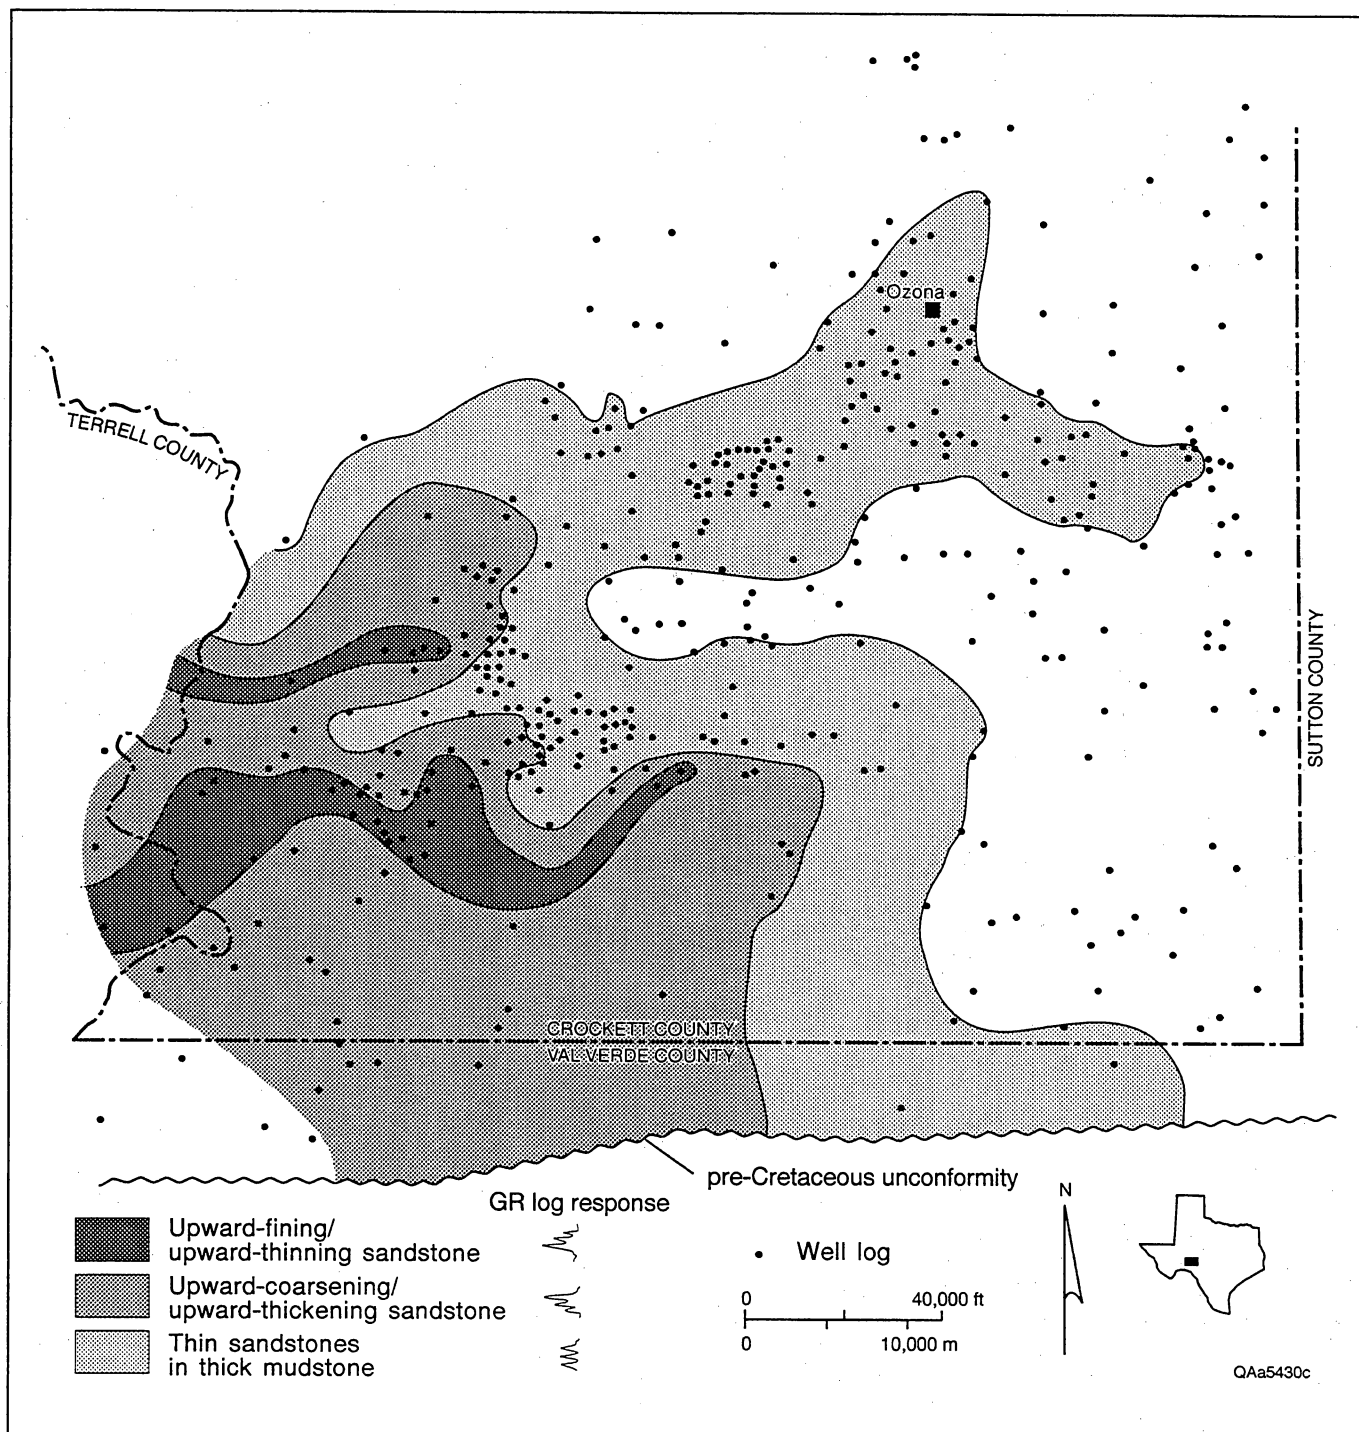 Ozona
TERRELL COUNTY
SUTTON COUNTY
CROCKETT COUNTY
VAL VERDE COUNTY
pre-Cretaceous unconformity
GR log response
Upward-fining/
upward-thinning sandstone
Upward-coarsening/
upward-thickening sandstone
Thin sandstones
in thick mudstone
Well log
0 40,000 ft
0 10,000 m
N
QAa5430c